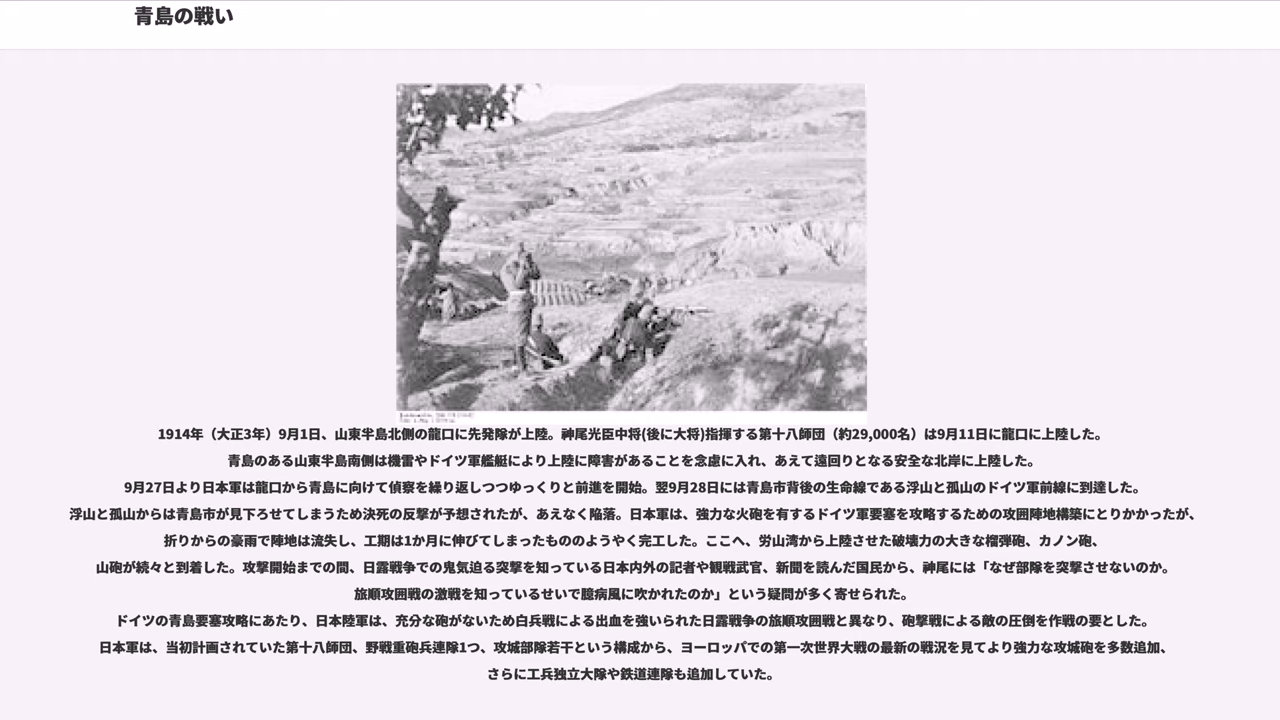 青島の戦い
1914年（大正3年）9月1日、山東半島北側の龍口に先発隊が上陸。神尾光臣中将(後に大将)指揮する第十八師団（約29,000名）は9月11日に龍口に上陸した。
青島のある山東半島南側は機雷やドイツ軍艦艇により上陸に障害があることを念慮に入れ、あえて遠回りとなる安全な北岸に上陸した。
9月27日より日本軍は龍口から青島に向けて偵察を繰り返しつつゆっくりと前進を開始。翌9月28日には青島市背後の生命線である浮山と孤山のドイツ軍前線に到達した。
浮山と孤山からは青島市が見下ろせてしまうため決死の反撃が予想されたが、あえなく陥落。日本軍は、強力な火砲を有するドイツ軍要塞を攻略するための攻囲陣地構築にとりかかったが、
折りからの豪雨で陣地は流失し、工期は1か月に伸びてしまったもののようやく完工した。ここへ、労山湾から上陸させた破壊力の大きな榴弾砲、カノン砲、
山砲が続々と到着した。攻撃開始までの間、日露戦争での鬼気迫る突撃を知っている日本内外の記者や観戦武官、新聞を読んだ国民から、神尾には「なぜ部隊を突撃させないのか。
旅順攻囲戦の激戦を知っているせいで臆病風に吹かれたのか」という疑問が多く寄せられた。
ドイツの青島要塞攻略にあたり、日本陸軍は、充分な砲がないため白兵戦による出血を強いられた日露戦争の旅順攻囲戦と異なり、砲撃戦による敵の圧倒を作戦の要とした。
日本軍は、当初計画されていた第十八師団、野戦重砲兵連隊1つ、攻城部隊若干という構成から、ヨーロッパでの第一次世界大戦の最新の戦況を見てより強力な攻城砲を多数追加、
さらに工兵独立大隊や鉄道連隊も追加していた。